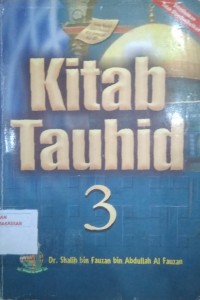 Kitab
Tauhid
3
Dr. Shalih bin Fauzan bin Abdullah Al Fauzan